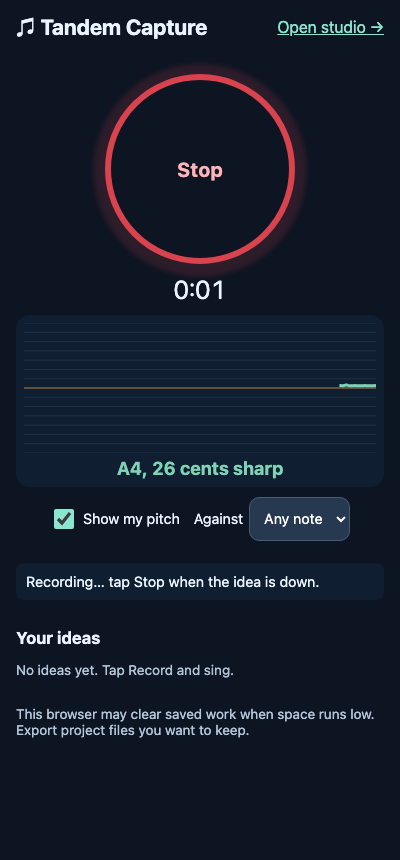 Tandem Capture
Open studio →
Stop
0:01
A4, 26 cents sharp
Show my pitch
Against
Any note
Recording... tap Stop when the idea is down.
Your ideas
No ideas yet. Tap Record and sing.
This browser may clear saved work when space runs low.
Export project files you want to keep.